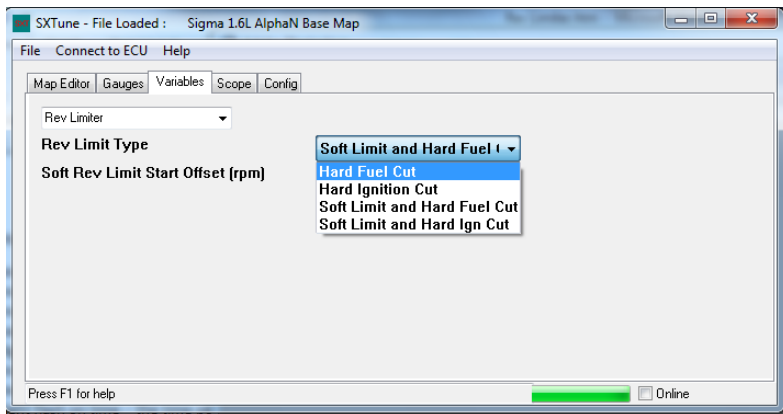 SXTune - File Loaded : Sigma 1.6L AlphaN Base Map
File Connect to ECU Help
Map Editor Gauges Variables Scope Config
Rev Limiter
Rev Limit Type
Soft Limit and Hard Fuel
Soft Rev Limit Start Offset (rpm)
Hard Fuel Cut
Hard Ignition Cut
Soft Limit and Hard Fuel Cut
Soft Limit and Hard Ign Cut
Press F1 for help
Online